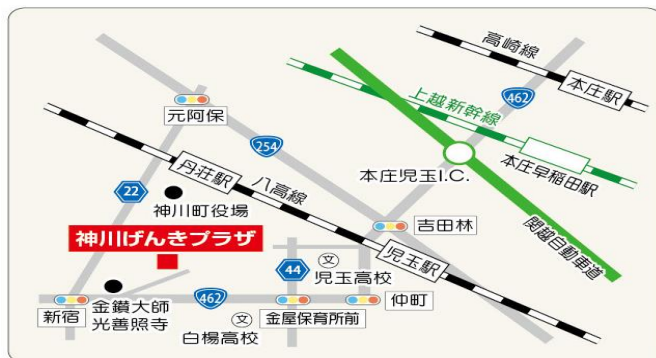 高崎線
本庄駅
462
上越新幹線
本庄早稲田駅
元阿保
254
本庄児玉I.C.
関越自動車道
丹荘駅
八高線
22
神川町役場
吉田林
児玉駅
神川げんきプラザ
文
児玉高校
44
金鑚大師
光善照寺
462
新宿
文
白楊高校
金屋保育所前
仲町